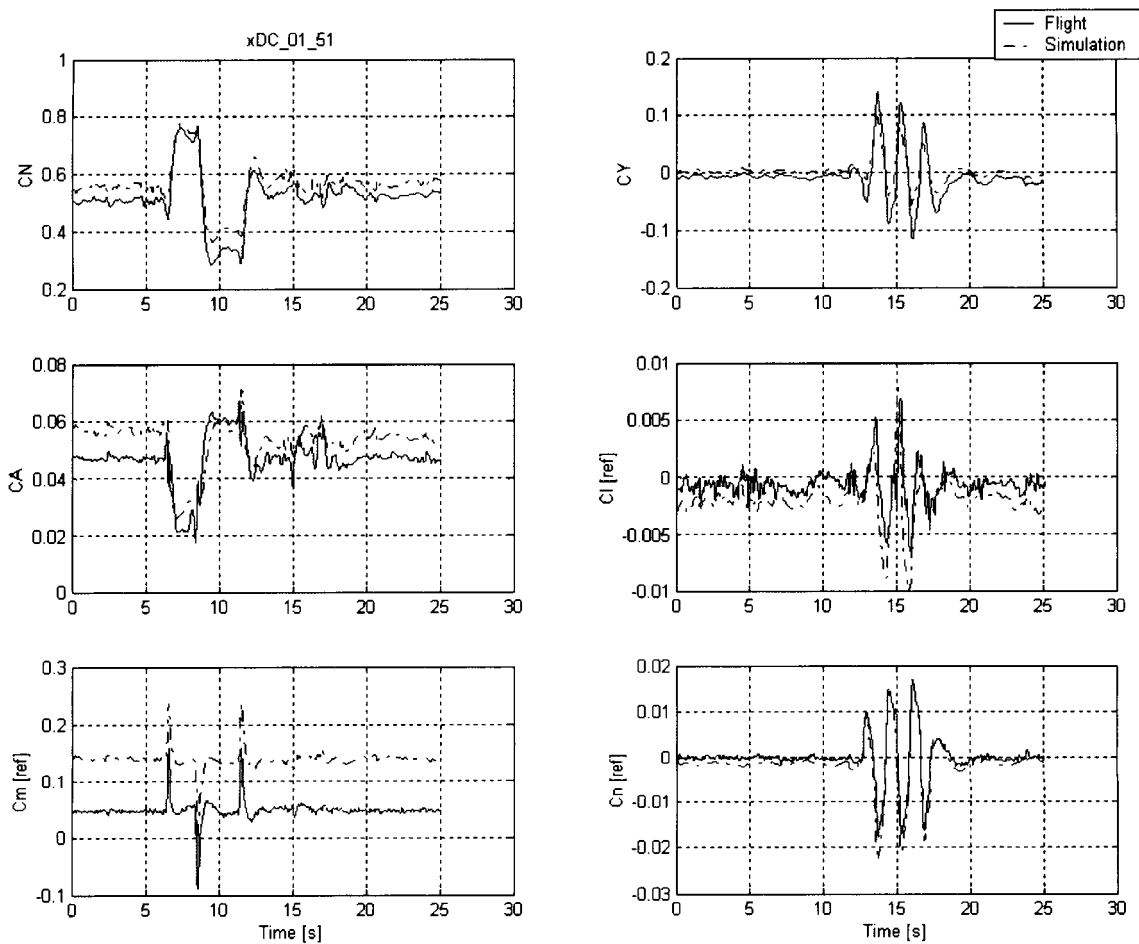 xDC_01_51
Flight
Simulation
1
0.8
0.6
0.4
0.2
CN
0 5 10 15 20 25 30
0.2
0.1
0
-0.1
-0.2
CY
0 5 10 15 20 25 30
0.08
0.06
0.04
0.02
0
CA
0 5 10 15 20 25 30
0.01
0.005
0
-0.005
-0.01
Cl [ref]
0 5 10 15 20 25 30
0.3
0.2
0.1
0
-0.1
Cm [ref]
0 5 10 15 20 25 30
Time [s]
0.02
0.01
0
-0.01
-0.02
-0.03
Cn [ref]
0 5 10 15 20 25 30
Time [s]